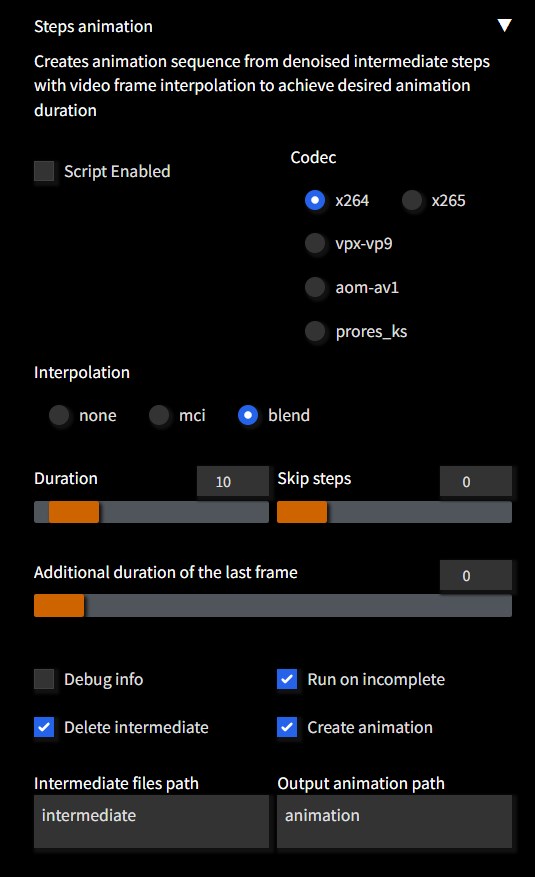 Steps animation
Creates animation sequence from denoised intermediate steps
with video frame interpolation to achieve desired animation
duration
Script Enabled
Codec
x264 x265
vpx-vp9
aom-av1
prores_ks
Interpolation
none mci blend
Duration 10 Skip steps 0
Additional duration of the last frame 0
Debug info Run on incomplete
Delete intermediate Create animation
Intermediate files path Output animation path
intermediate animation